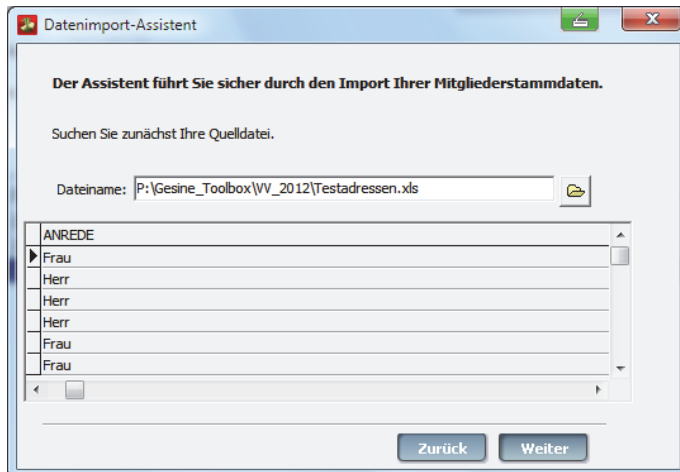 Datenimport-Assistent
Der Assistent führt Sie sicher durch den Import Ihrer Mitgliederstammdaten.
Suchen Sie zunächst Ihre Quelldatei.
Dateiname: P:\Gesine_Toolbox\VV_2012\Testadressen.xls
ANREDE
Frau
Herr
Herr
Herr
Frau
Frau
Zurück Weiter